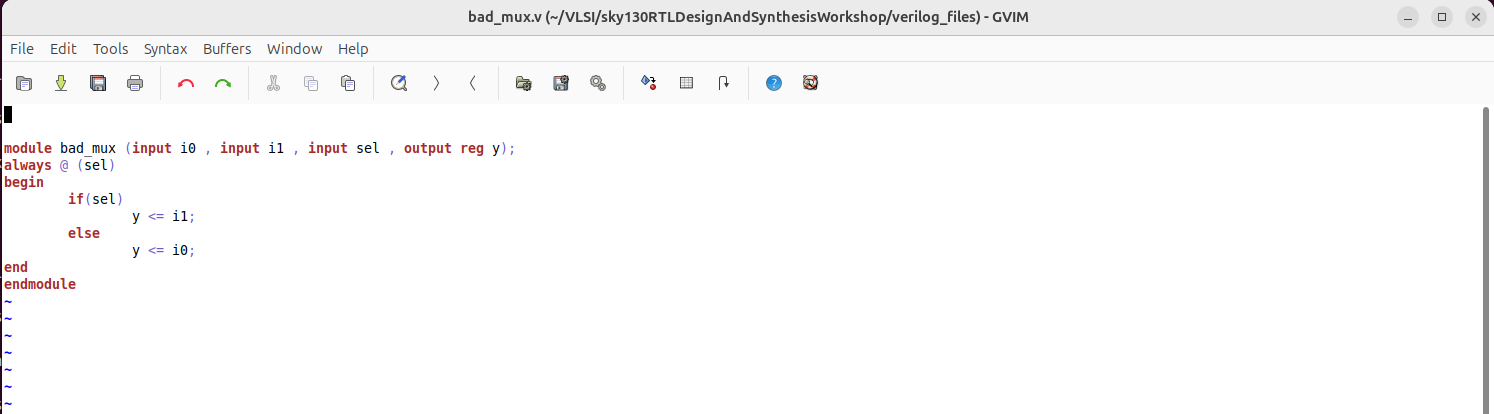 bad_mux.v (~/VLSI/sky130RTLDesignAndSynthesisWorkshop/verilog_files) - GVIM
File Edit Tools Syntax Buffers Window Help
module bad_mux (input i0 , input i1 , input sel , output reg y);
always @ (sel)
begin
        if(sel)
                y <= i1;
        else
                y <= i0;
end
endmodule
~
~
~
~
~
~
~